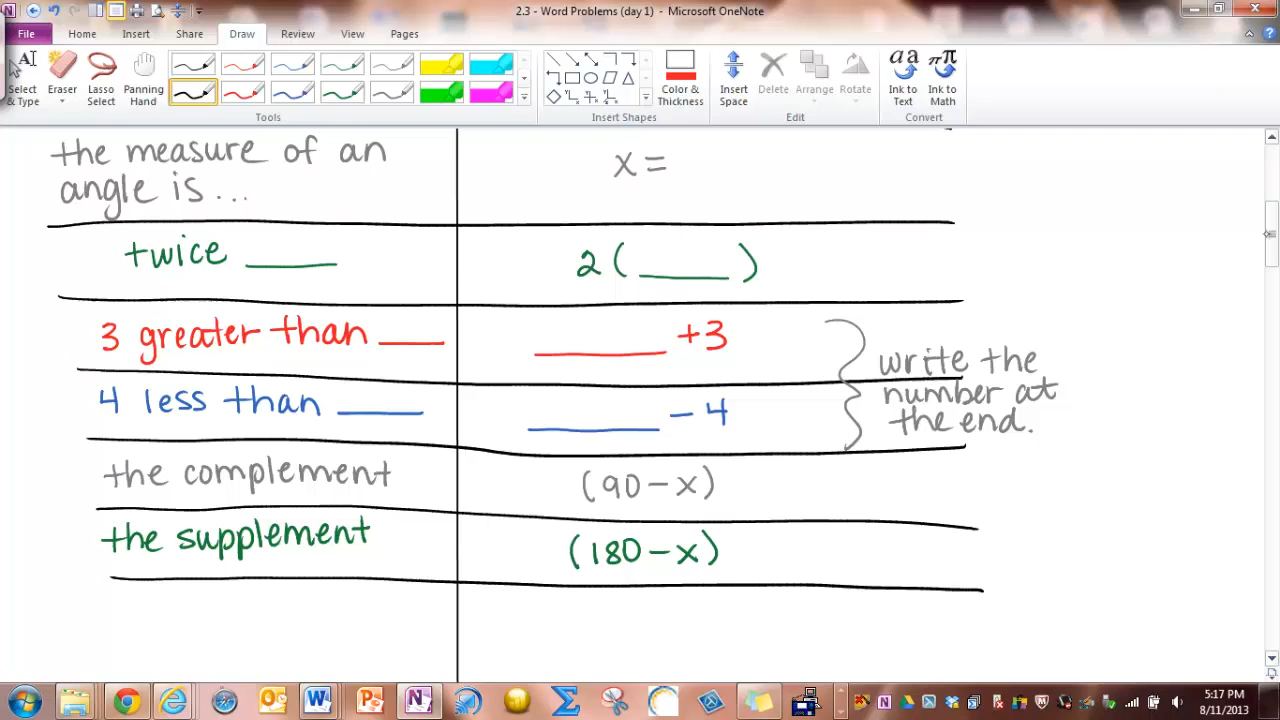 2.3 - Word Problems (day 1) - Microsoft OneNote
File Home Insert Share Draw Review View Pages
Select & Type
Eraser
Lasso Select
Panning Hand
Color & Thickness
Insert Space
Delete
Arrange
Rotate
Ink to Text
Ink to Math
Tools
Insert Shapes
Edit
Convert
the measure of an
angle is ...
x =
twice ____
2 ( ____ )
3 greater than ____
____ +3
4 less than ____
____ - 4
write the
number at
the end.
the complement
(90 - x)
the supplement
(180 - x)
5:17 PM
8/11/2013